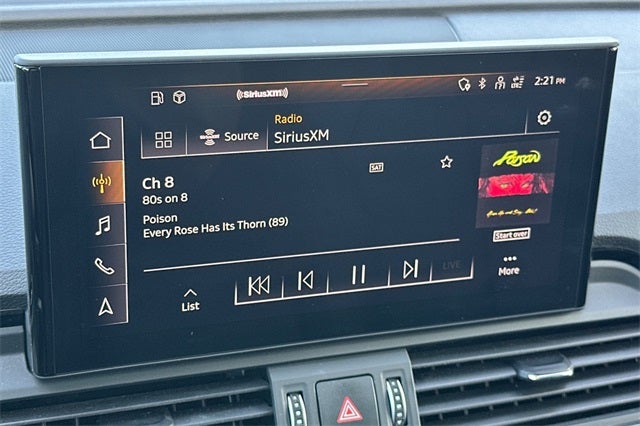 SiriusXM
2:21 PM
Radio
Source
SiriusXM
Ch 8
SAT
80s on 8
Poison
Poison
Every Rose Has Its Thorn (89)
Start over
LIVE
List
More